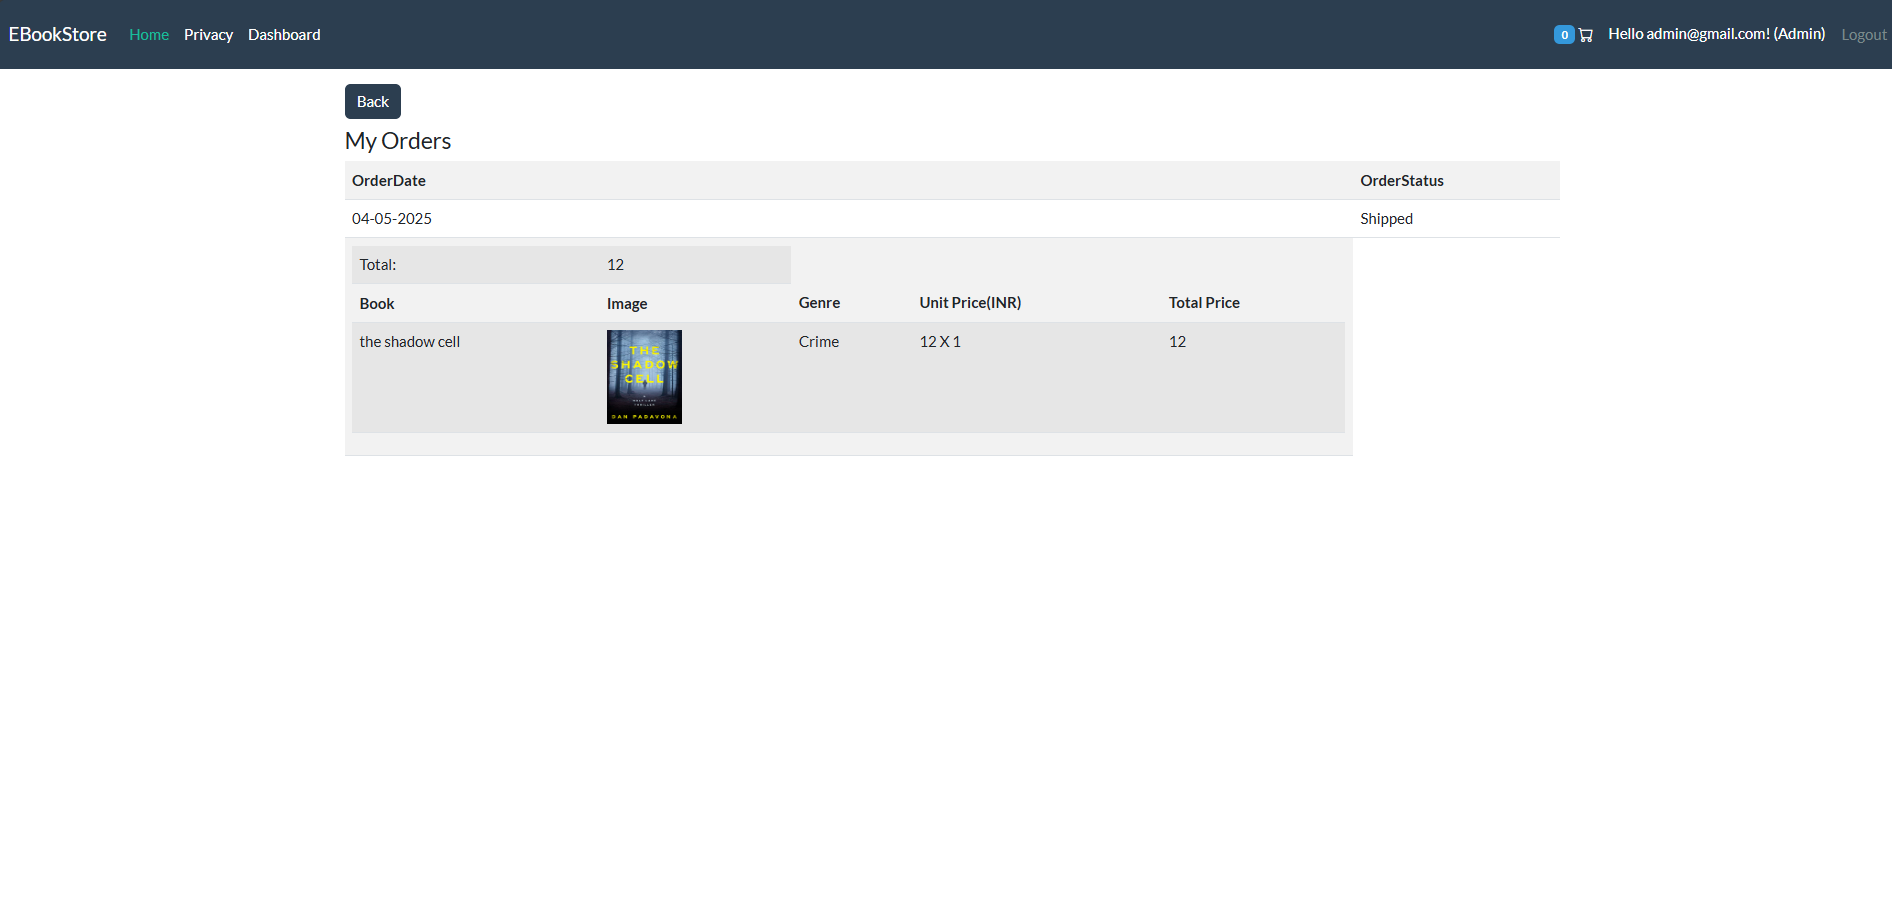 EBookStore Home Privacy Dashboard 0 Hello admin@gmail.com! (Admin) Logout
Back
My Orders
OrderDate OrderStatus
04-05-2025 Shipped
Total: 12
Book Image Genre Unit Price(INR) Total Price
the shadow cell Crime 12 X 1 12
THE
SHADOW
CELL
THRILLER
DAN PADAVONA